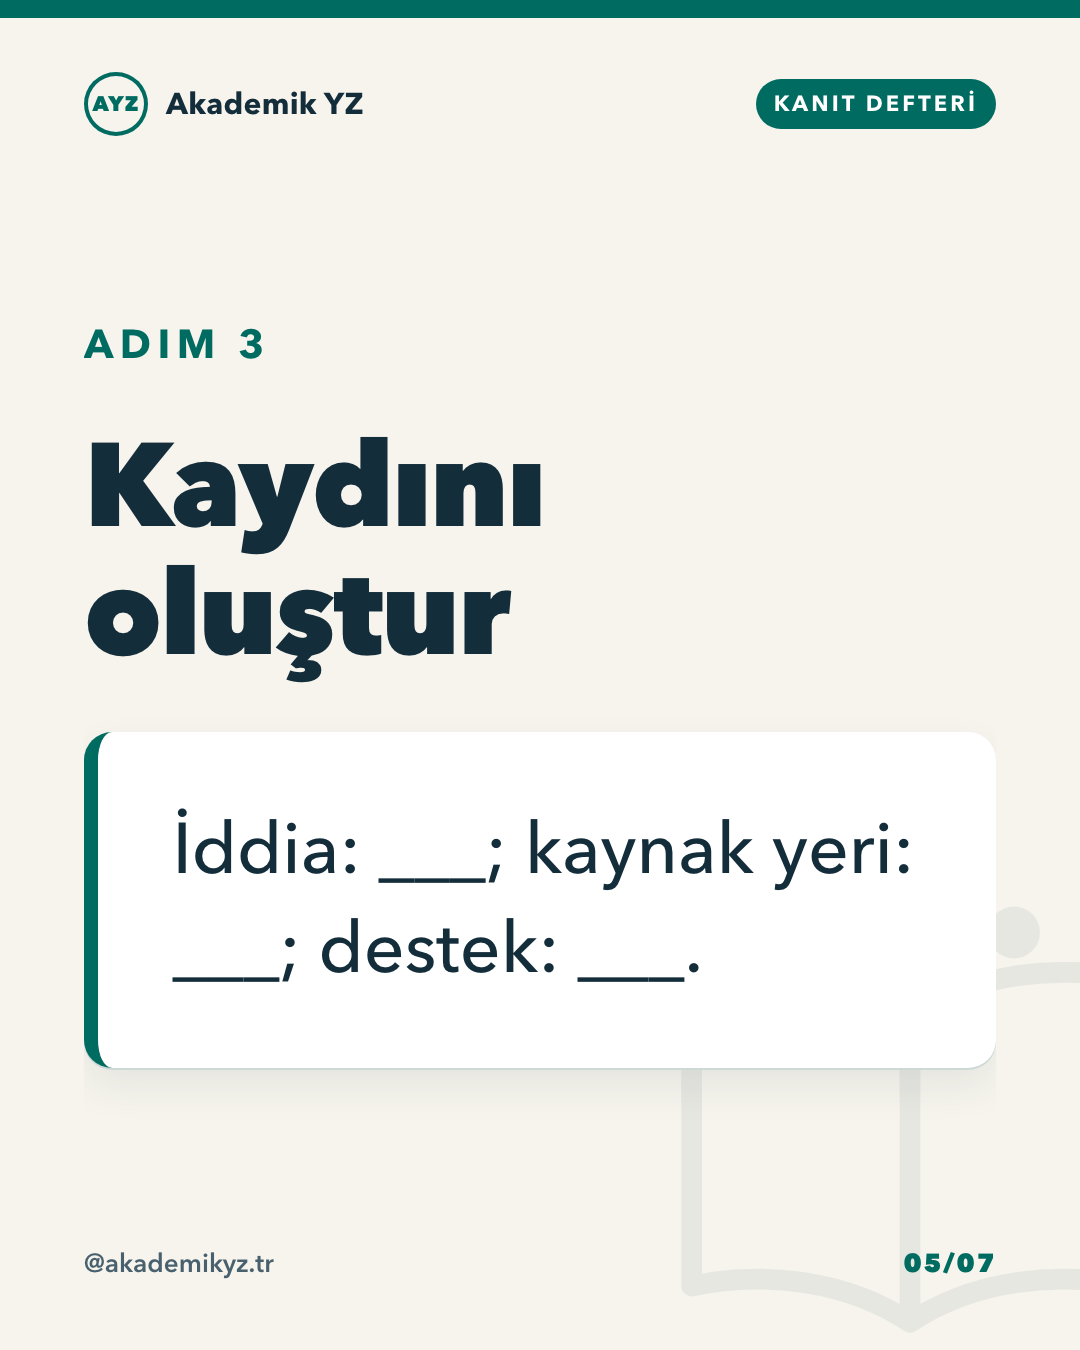 AYZ Akademik YZ
KANIT DEFTERİ
ADIM 3
Kaydını
oluştur
İddia: ___; kaynak yeri:
___; destek: ___.
@akademikyz.tr
05/07